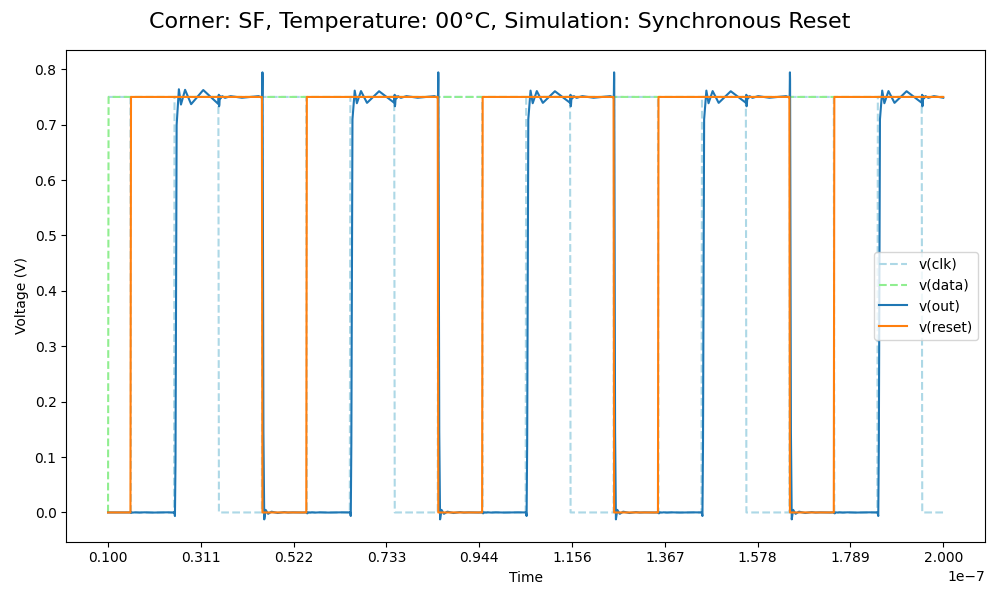 Corner: SF, Temperature: 00°C, Simulation: Synchronous Reset
0.8
0.7
0.6
0.5
0.4
0.3
0.2
0.1
0.0
Voltage (V)
v(clk)
v(data)
v(out)
v(reset)
0.100 0.311 0.522 0.733 0.944 1.156 1.367 1.578 1.789 2.000
1e−7
Time